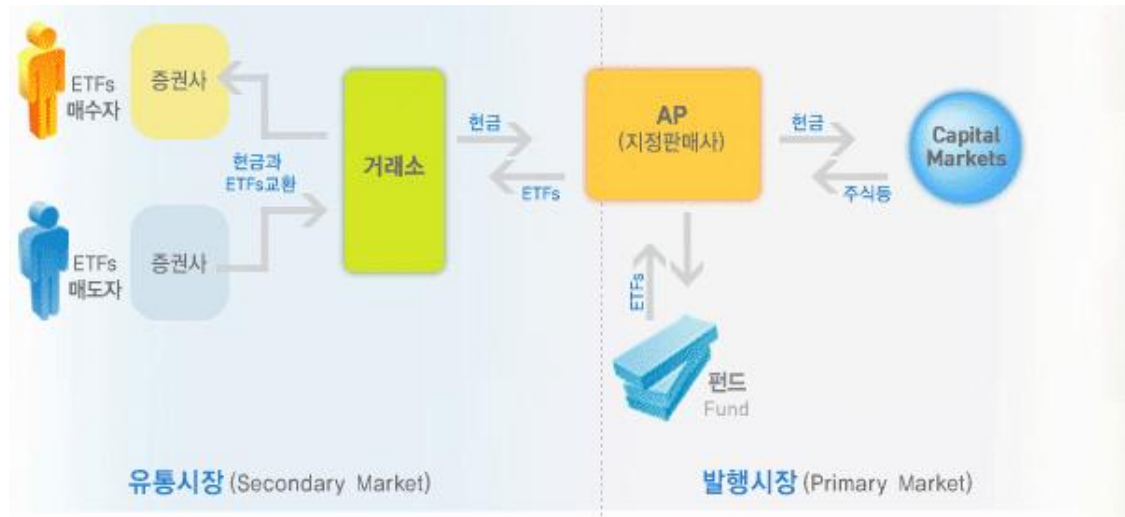 ETFs
매수자
증권사
현금과
ETFs교환
ETFs
매도자
증권사
거래소
현금
ETFs
AP
(지정판매사)
현금
주식등
Capital
Markets
ETFs
펀드
Fund
유통시장 (Secondary Market)
발행시장 (Primary Market)